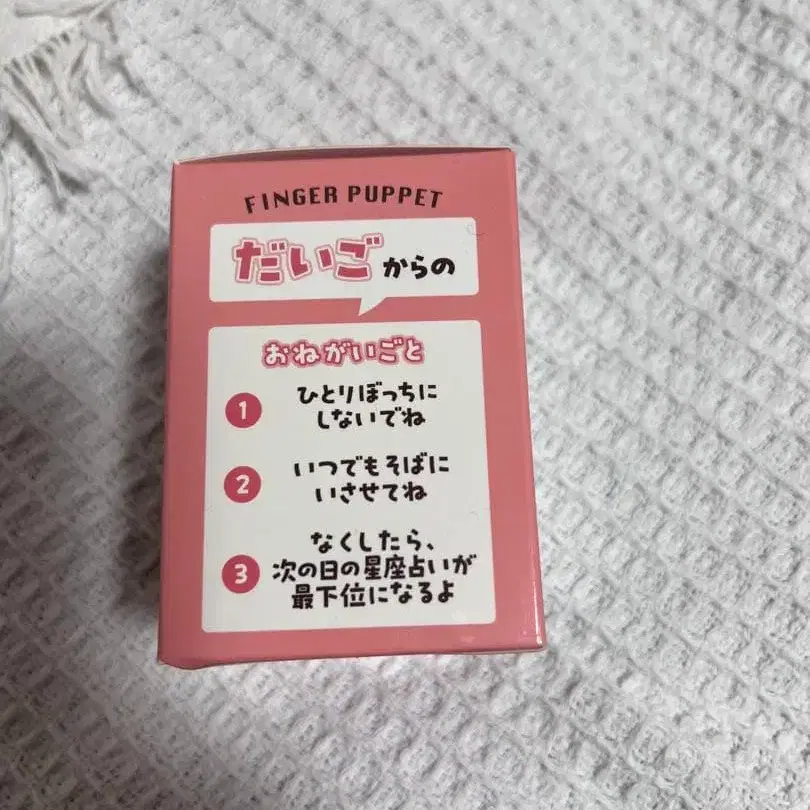 FINGER PUPPET
だいごからの
おねがいごと
1 ひとりぼっちに
しないでね
2 いつでもそばに
いさせてね
3 なくしたら、
次の日の星座占いが
最下位になるよ